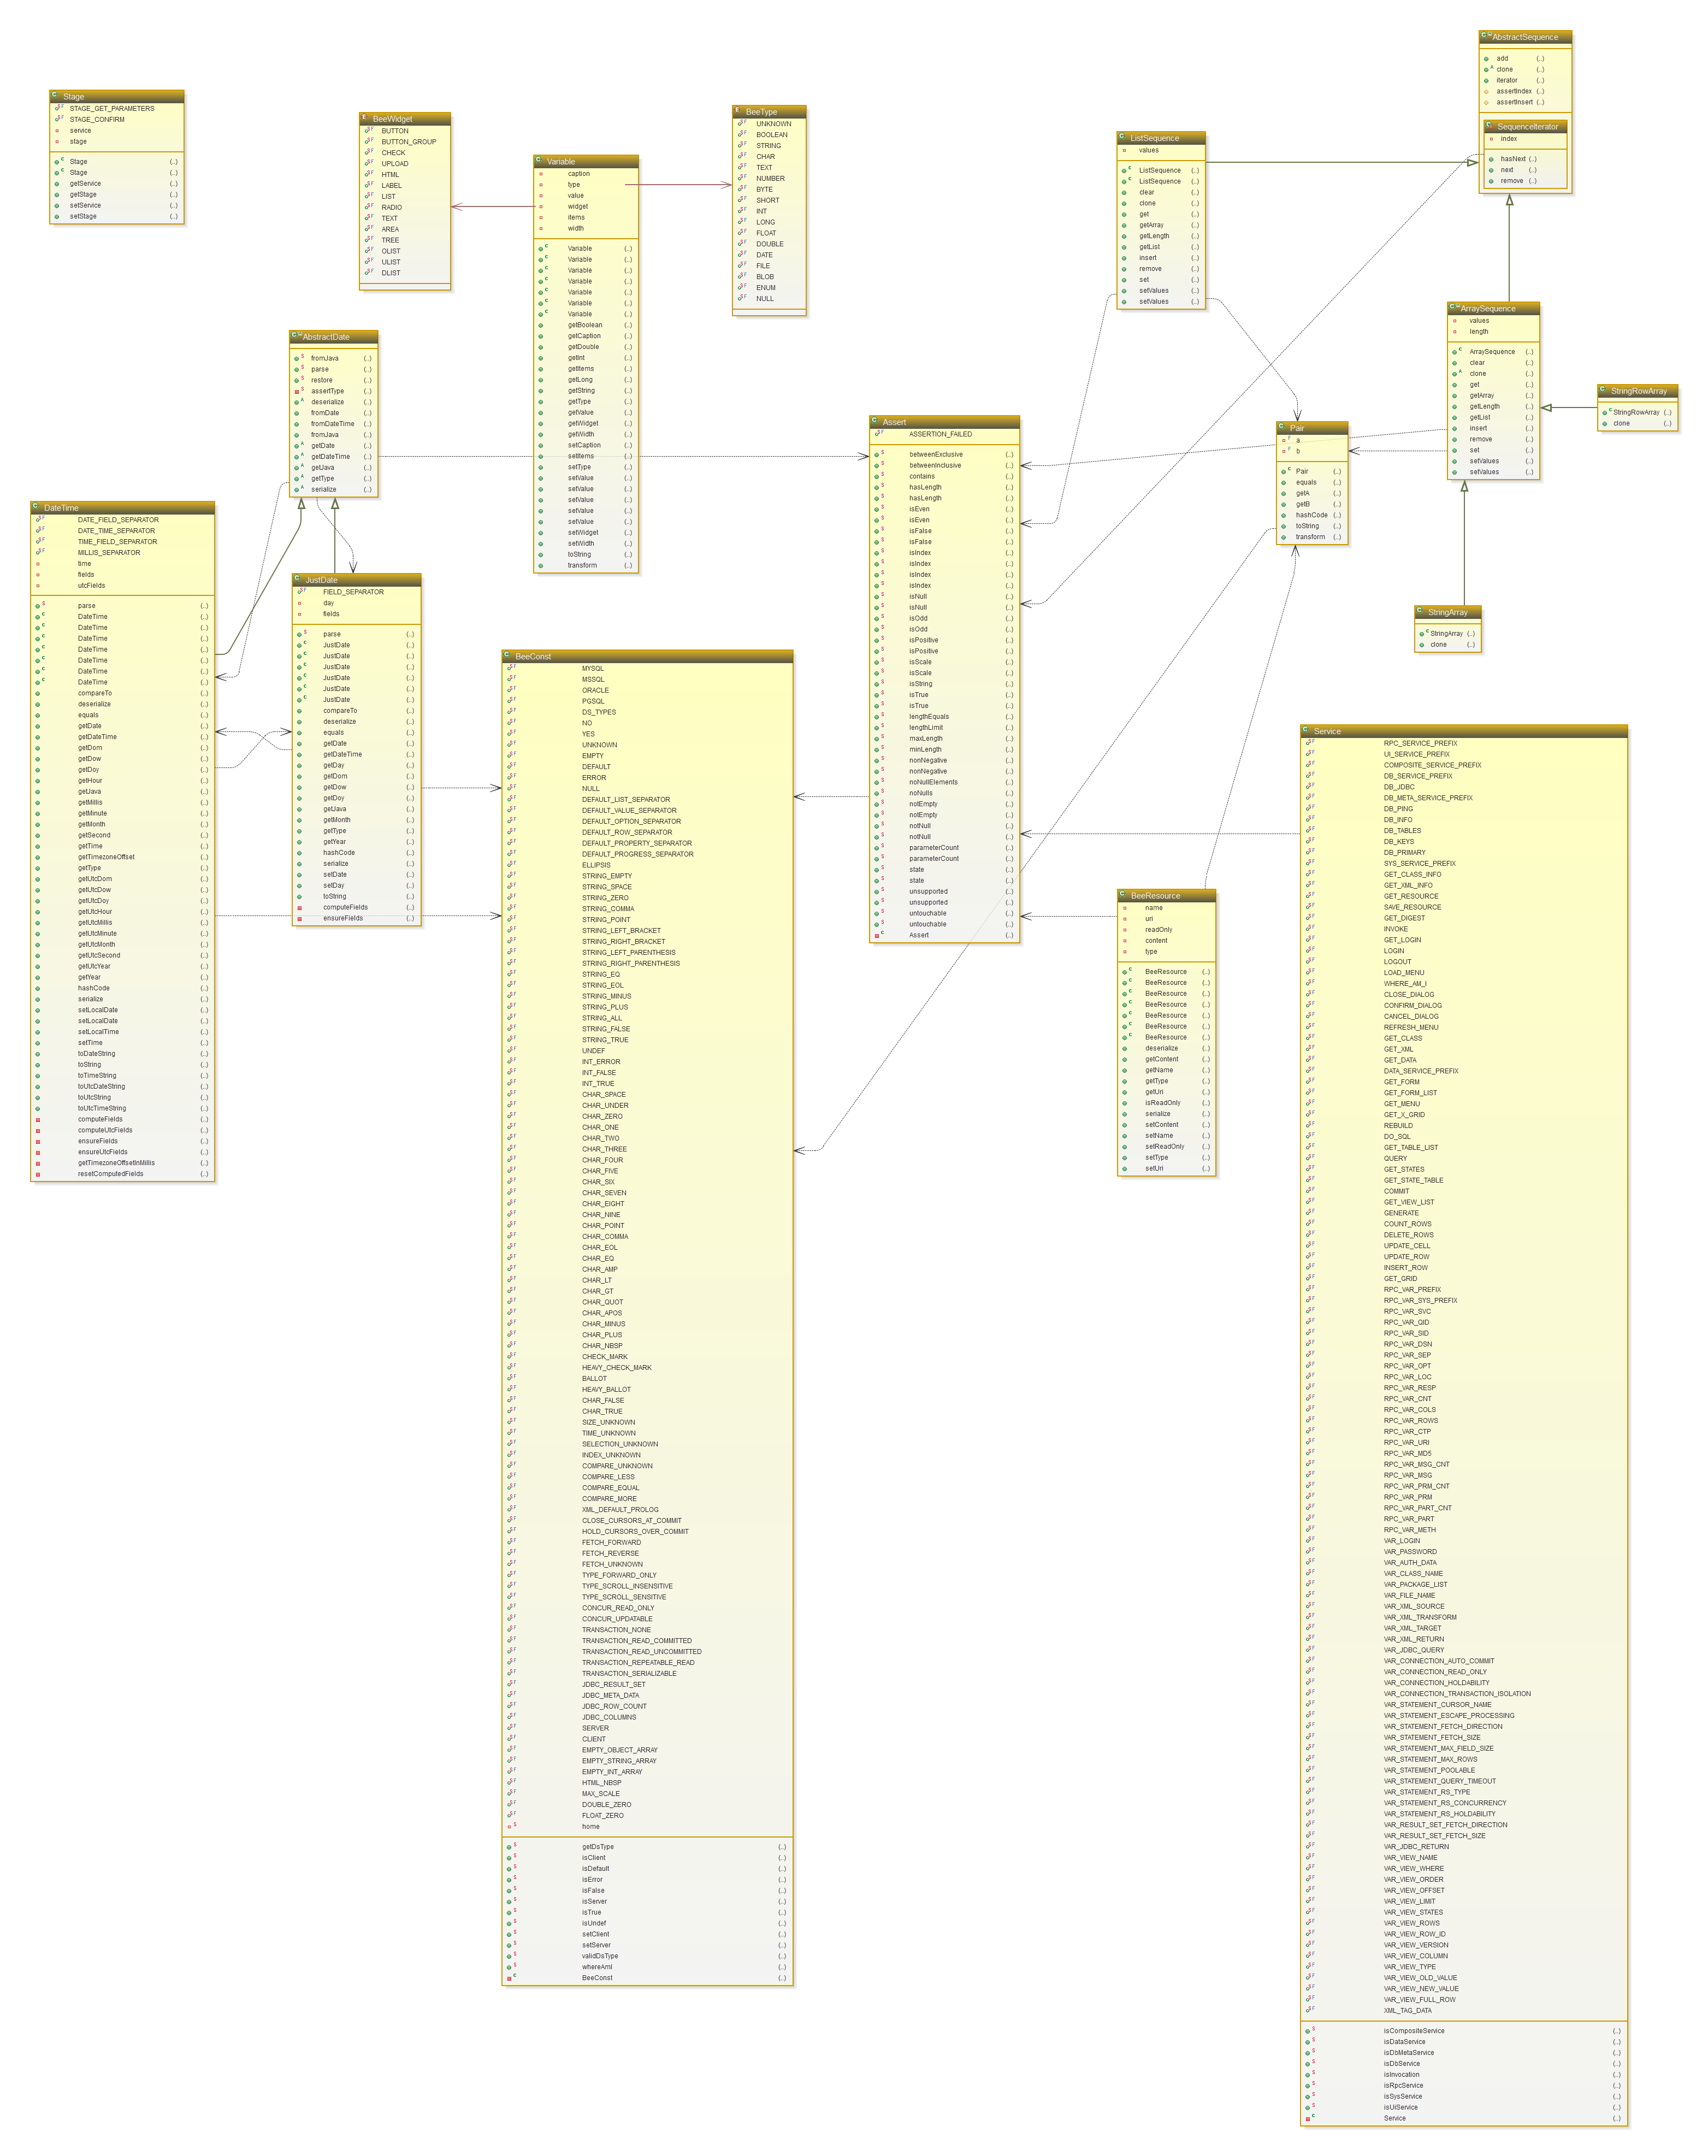 Stage
STAGE_GET_PARAMETERS
STAGE_CONFIRM
service
stage
Stage (..)
Stage (..)
getService (..)
getStage (..)
setService (..)
setStage (..)
BeeWidget
BUTTON
BUTTON_GROUP
CHECK
UPLOAD
HTML
LABEL
LIST
RADIO
TEXT
AREA
TREE
OLIST
ULIST
DLIST
Variable
caption
type
value
widget
items
width
Variable (..)
Variable (..)
Variable (..)
Variable (..)
Variable (..)
Variable (..)
Variable (..)
getBoolean (..)
getCaption (..)
getDouble (..)
getInt (..)
getItems (..)
getLong (..)
getString (..)
getType (..)
getValue (..)
getWidget (..)
getWidth (..)
setCaption (..)
setItems (..)
setType (..)
setValue (..)
setValue (..)
setValue (..)
setValue (..)
setValue (..)
setWidget (..)
setWidth (..)
toString (..)
transform (..)
BeeType
UNKNOWN
BOOLEAN
STRING
CHAR
TEXT
NUMBER
BYTE
SHORT
INT
LONG
FLOAT
DOUBLE
DATE
FILE
BLOB
ENUM
NULL
ListSequence
values
ListSequence (..)
ListSequence (..)
clear (..)
clone (..)
get (..)
getArray (..)
getLength (..)
getList (..)
insert (..)
remove (..)
set (..)
setValues (..)
setValues (..)
AbstractSequence
add (..)
clone (..)
iterator (..)
assertIndex (..)
assertInsert (..)
SequenceIterator
index
hasNext (..)
next (..)
remove (..)
ArraySequence
values
length
ArraySequence (..)
clear (..)
clone (..)
get (..)
getArray (..)
getLength (..)
getList (..)
insert (..)
remove (..)
set (..)
setValues (..)
setValues (..)
StringRowArray
StringRowArray (..)
clone (..)
StringArray
StringArray (..)
clone (..)
AbstractDate
fromJava (..)
parse (..)
restore (..)
assertType (..)
deserialize (..)
fromDate (..)
fromDateTime (..)
fromJava (..)
getDate (..)
getDateTime (..)
getJava (..)
getType (..)
serialize (..)
DateTime
DATE_FIELD_SEPARATOR
DATE_TIME_SEPARATOR
TIME_FIELD_SEPARATOR
MILLIS_SEPARATOR
time
fields
utcFields
parse (..)
DateTime (..)
DateTime (..)
DateTime (..)
DateTime (..)
DateTime (..)
DateTime (..)
DateTime (..)
compareTo (..)
deserialize (..)
equals (..)
getDate (..)
getDateTime (..)
getDom (..)
getDow (..)
getDoy (..)
getHour (..)
getJava (..)
getMillis (..)
getMinute (..)
getMonth (..)
getSecond (..)
getTime (..)
getTimezoneOffset (..)
getType (..)
getUtcDom (..)
getUtcDow (..)
getUtcDoy (..)
getUtcHour (..)
getUtcMillis (..)
getUtcMinute (..)
getUtcMonth (..)
getUtcSecond (..)
getUtcYear (..)
getYear (..)
hashCode (..)
serialize (..)
setLocalDate (..)
setLocalDate (..)
setLocalTime (..)
setTime (..)
toDateString (..)
toString (..)
toTimeString (..)
toUtcDateString (..)
toUtcString (..)
toUtcTimeString (..)
computeFields (..)
computeUtcFields (..)
ensureFields (..)
ensureUtcFields (..)
getTimezoneOffsetInMillis (..)
resetComputedFields (..)
JustDate
FIELD_SEPARATOR
day
fields
parse (..)
JustDate (..)
JustDate (..)
JustDate (..)
JustDate (..)
JustDate (..)
JustDate (..)
compareTo (..)
deserialize (..)
equals (..)
getDate (..)
getDateTime (..)
getDay (..)
getDom (..)
getDow (..)
getDoy (..)
getJava (..)
getMonth (..)
getType (..)
getYear (..)
hashCode (..)
serialize (..)
setDate (..)
setDay (..)
toString (..)
computeFields (..)
ensureFields (..)
Assert
ASSERTION_FAILED
betweenExclusive (..)
betweenInclusive (..)
contains (..)
hasLength (..)
hasLength (..)
isEven (..)
isEven (..)
isFalse (..)
isFalse (..)
isIndex (..)
isIndex (..)
isIndex (..)
isIndex (..)
isNull (..)
isNull (..)
isOdd (..)
isOdd (..)
isPositive (..)
isPositive (..)
isScale (..)
isScale (..)
isString (..)
isTrue (..)
isTrue (..)
lengthEquals (..)
lengthLimit (..)
maxLength (..)
minLength (..)
nonNegative (..)
nonNegative (..)
noNullElements (..)
noNulls (..)
notEmpty (..)
notEmpty (..)
notNull (..)
notNull (..)
parameterCount (..)
parameterCount (..)
state (..)
state (..)
unsupported (..)
unsupported (..)
untouchable (..)
untouchable (..)
Assert (..)
Pair
a
b
Pair (..)
equals (..)
getA (..)
getB (..)
hashCode (..)
toString (..)
transform (..)
BeeConst
MYSQL
MSSQL
ORACLE
PGSQL
DS_TYPES
NO
YES
UNKNOWN
EMPTY
DEFAULT
ERROR
NULL
DEFAULT_LIST_SEPARATOR
DEFAULT_VALUE_SEPARATOR
DEFAULT_OPTION_SEPARATOR
DEFAULT_ROW_SEPARATOR
DEFAULT_PROPERTY_SEPARATOR
DEFAULT_PROGRESS_SEPARATOR
ELLIPSIS
STRING_EMPTY
STRING_SPACE
STRING_ZERO
STRING_COMMA
STRING_POINT
STRING_LEFT_BRACKET
STRING_RIGHT_BRACKET
STRING_LEFT_PARENTHESIS
STRING_RIGHT_PARENTHESIS
STRING_EQ
STRING_EOL
STRING_MINUS
STRING_PLUS
STRING_ALL
STRING_FALSE
STRING_TRUE
UNDEF
INT_ERROR
INT_FALSE
INT_TRUE
CHAR_SPACE
CHAR_UNDER
CHAR_ZERO
CHAR_ONE
CHAR_TWO
CHAR_THREE
CHAR_FOUR
CHAR_FIVE
CHAR_SIX
CHAR_SEVEN
CHAR_EIGHT
CHAR_NINE
CHAR_POINT
CHAR_COMMA
CHAR_EOL
CHAR_EQ
CHAR_AMP
CHAR_LT
CHAR_GT
CHAR_QUOT
CHAR_APOS
CHAR_MINUS
CHAR_PLUS
CHAR_NBSP
CHECK_MARK
HEAVY_CHECK_MARK
BALLOT
HEAVY_BALLOT
CHAR_FALSE
CHAR_TRUE
SIZE_UNKNOWN
TIME_UNKNOWN
SELECTION_UNKNOWN
INDEX_UNKNOWN
COMPARE_UNKNOWN
COMPARE_LESS
COMPARE_EQUAL
COMPARE_MORE
XML_DEFAULT_PROLOG
CLOSE_CURSORS_AT_COMMIT
HOLD_CURSORS_OVER_COMMIT
FETCH_FORWARD
FETCH_REVERSE
FETCH_UNKNOWN
TYPE_FORWARD_ONLY
TYPE_SCROLL_INSENSITIVE
TYPE_SCROLL_SENSITIVE
CONCUR_READ_ONLY
CONCUR_UPDATABLE
TRANSACTION_NONE
TRANSACTION_READ_COMMITTED
TRANSACTION_READ_UNCOMMITTED
TRANSACTION_REPEATABLE_READ
TRANSACTION_SERIALIZABLE
JDBC_RESULT_SET
JDBC_META_DATA
JDBC_ROW_COUNT
JDBC_COLUMNS
SERVER
CLIENT
EMPTY_OBJECT_ARRAY
EMPTY_STRING_ARRAY
EMPTY_INT_ARRAY
HTML_NBSP
MAX_SCALE
DOUBLE_ZERO
FLOAT_ZERO
home
getDsType (..)
isClient (..)
isDefault (..)
isError (..)
isFalse (..)
isServer (..)
isTrue (..)
isUndef (..)
setClient (..)
setServer (..)
validDsType (..)
whereAmI (..)
BeeConst (..)
BeeResource
name
uri
readOnly
content
type
BeeResource (..)
BeeResource (..)
BeeResource (..)
BeeResource (..)
BeeResource (..)
BeeResource (..)
BeeResource (..)
deserialize (..)
getContent (..)
getName (..)
getType (..)
getUri (..)
isReadOnly (..)
serialize (..)
setContent (..)
setName (..)
setReadOnly (..)
setType (..)
setUri (..)
Service
RPC_SERVICE_PREFIX
UI_SERVICE_PREFIX
COMPOSITE_SERVICE_PREFIX
DB_SERVICE_PREFIX
DB_JDBC
DB_META_SERVICE_PREFIX
DB_PING
DB_INFO
DB_TABLES
DB_KEYS
DB_PRIMARY
SYS_SERVICE_PREFIX
GET_CLASS_INFO
GET_XML_INFO
GET_RESOURCE
SAVE_RESOURCE
GET_DIGEST
INVOKE
GET_LOGIN
LOGIN
LOGOUT
LOAD_MENU
WHERE_AM_I
CLOSE_DIALOG
CONFIRM_DIALOG
CANCEL_DIALOG
REFRESH_MENU
GET_CLASS
GET_XML
GET_DATA
DATA_SERVICE_PREFIX
GET_FORM
GET_FORM_LIST
GET_MENU
GET_X_GRID
REBUILD
DO_SQL
GET_TABLE_LIST
QUERY
GET_STATES
GET_STATE_TABLE
COMMIT
GET_VIEW_LIST
GENERATE
COUNT_ROWS
DELETE_ROWS
UPDATE_CELL
UPDATE_ROW
INSERT_ROW
GET_GRID
RPC_VAR_PREFIX
RPC_VAR_SYS_PREFIX
RPC_VAR_SVC
RPC_VAR_QID
RPC_VAR_SID
RPC_VAR_DSN
RPC_VAR_SEP
RPC_VAR_OPT
RPC_VAR_LOC
RPC_VAR_RESP
RPC_VAR_CNT
RPC_VAR_COLS
RPC_VAR_ROWS
RPC_VAR_CTP
RPC_VAR_URI
RPC_VAR_MD5
RPC_VAR_MSG_CNT
RPC_VAR_MSG
RPC_VAR_PRM_CNT
RPC_VAR_PRM
RPC_VAR_PART_CNT
RPC_VAR_PART
RPC_VAR_METH
VAR_LOGIN
VAR_PASSWORD
VAR_AUTH_DATA
VAR_CLASS_NAME
VAR_PACKAGE_LIST
VAR_FILE_NAME
VAR_XML_SOURCE
VAR_XML_TRANSFORM
VAR_XML_TARGET
VAR_XML_RETURN
VAR_JDBC_QUERY
VAR_CONNECTION_AUTO_COMMIT
VAR_CONNECTION_READ_ONLY
VAR_CONNECTION_HOLDABILITY
VAR_CONNECTION_TRANSACTION_ISOLATION
VAR_STATEMENT_CURSOR_NAME
VAR_STATEMENT_ESCAPE_PROCESSING
VAR_STATEMENT_FETCH_DIRECTION
VAR_STATEMENT_FETCH_SIZE
VAR_STATEMENT_MAX_FIELD_SIZE
VAR_STATEMENT_MAX_ROWS
VAR_STATEMENT_POOLABLE
VAR_STATEMENT_QUERY_TIMEOUT
VAR_STATEMENT_RS_TYPE
VAR_STATEMENT_RS_CONCURRENCY
VAR_STATEMENT_RS_HOLDABILITY
VAR_RESULT_SET_FETCH_DIRECTION
VAR_RESULT_SET_FETCH_SIZE
VAR_JDBC_RETURN
VAR_VIEW_NAME
VAR_VIEW_WHERE
VAR_VIEW_ORDER
VAR_VIEW_OFFSET
VAR_VIEW_LIMIT
VAR_VIEW_STATES
VAR_VIEW_ROWS
VAR_VIEW_ROW_ID
VAR_VIEW_VERSION
VAR_VIEW_COLUMN
VAR_VIEW_TYPE
VAR_VIEW_OLD_VALUE
VAR_VIEW_NEW_VALUE
VAR_VIEW_FULL_ROW
XML_TAG_DATA
isCompositeService (..)
isDataService (..)
isDbMetaService (..)
isDbService (..)
isInvocation (..)
isRpcService (..)
isSysService (..)
isUiService (..)
Service (..)